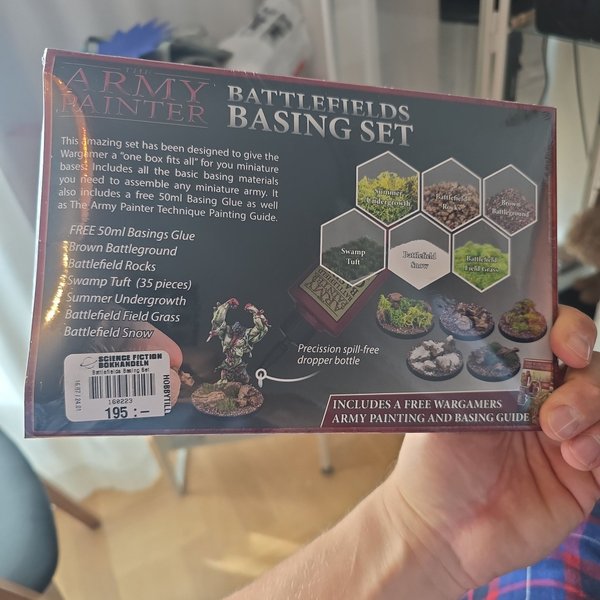 THE
ARMY
PAINTER
BATTLEFIELDS
BASING SET
This amazing set has been designed to give the
Wargamer a "one box fits all" for you miniature
bases. Includes all the basic basing materials
you need to assemble any miniature army. It
also includes a free 50ml Basing Glue as well
as The Army Painter Technique Painting Guide.
FREE 50ml Basings Glue
Brown Battleground
Battlefield Rocks
Swamp Tuft (35 pieces)
Summer Undergrowth
Battlefield Field Grass
Battlefield Snow
Summer
Undergrowth
Battlefield
Rocks
Brown
Battleground
Swamp
Tuft
Battlefield
Snow
Battlefield
Field Grass
Precission spill-free
dropper bottle
SCIENCE FICTION
BOKHANDELN
Battlefields Basing Set
160223
195 :–
INCLUDES A FREE WARGAMERS
ARMY PAINTING AND BASING GUIDE